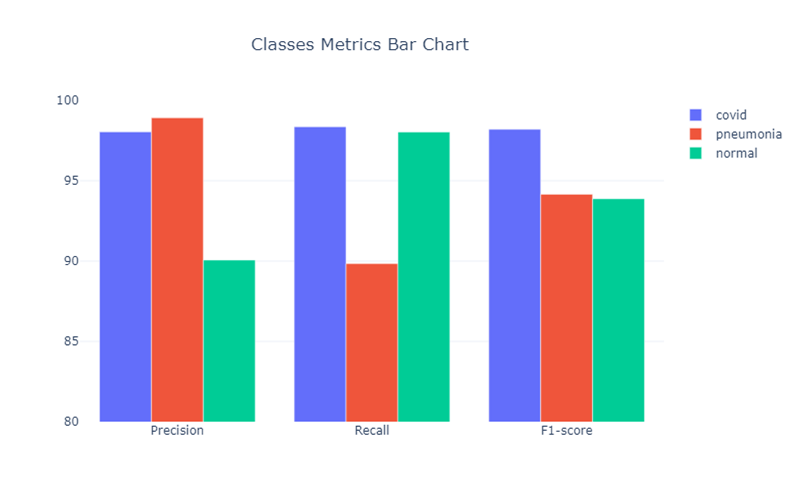 Classes Metrics Bar Chart
100
95
90
85
80
Precision
Recall
F1-score
covid
pneumonia
normal